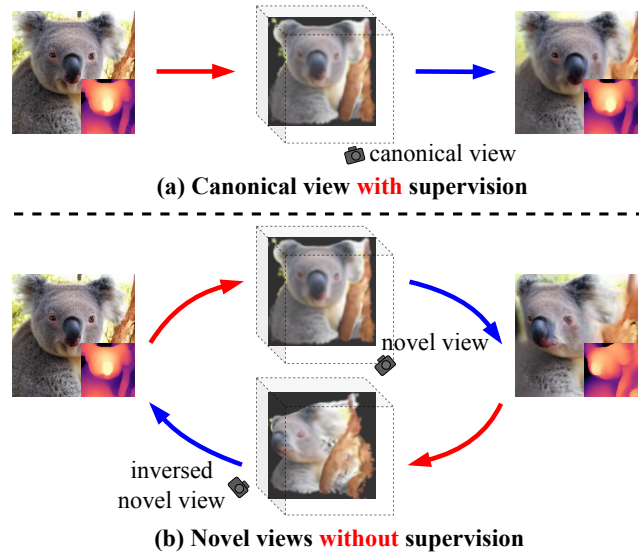 canonical view
(a) Canonical view with supervision
novel view
inversed
novel view
(b) Novel views without supervision